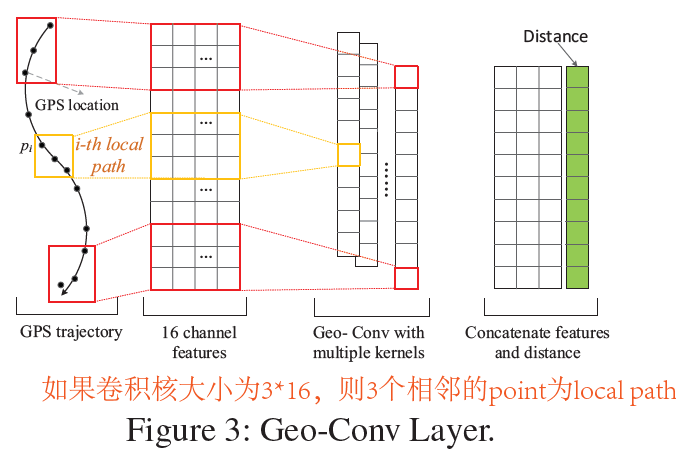 Distance
GPS location
pᵢ
i-th local
path
...
...
...
...
......
GPS trajectory
16 channel
features
Geo- Conv with
multiple kernels
Concatenate features
and distance
如果卷积核大小为3*16，则3个相邻的point为local path
Figure 3: Geo-Conv Layer.